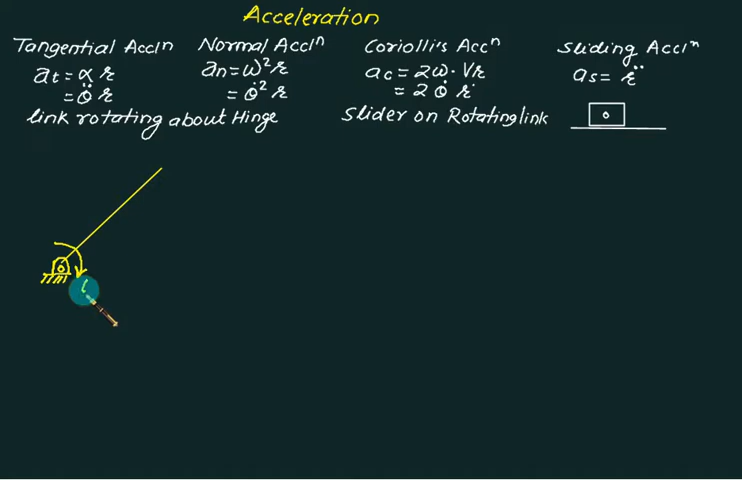 Acceleration
Tangential Acclⁿ Normal Acclⁿ Coriolli's Accⁿ Sliding Acclⁿ
at = α r an = ω² r ac = 2ω · Vr as = r̈
= θ̈ r = θ̇² r = 2 θ̇ ṙ
link rotating about Hinge slider on Rotating link